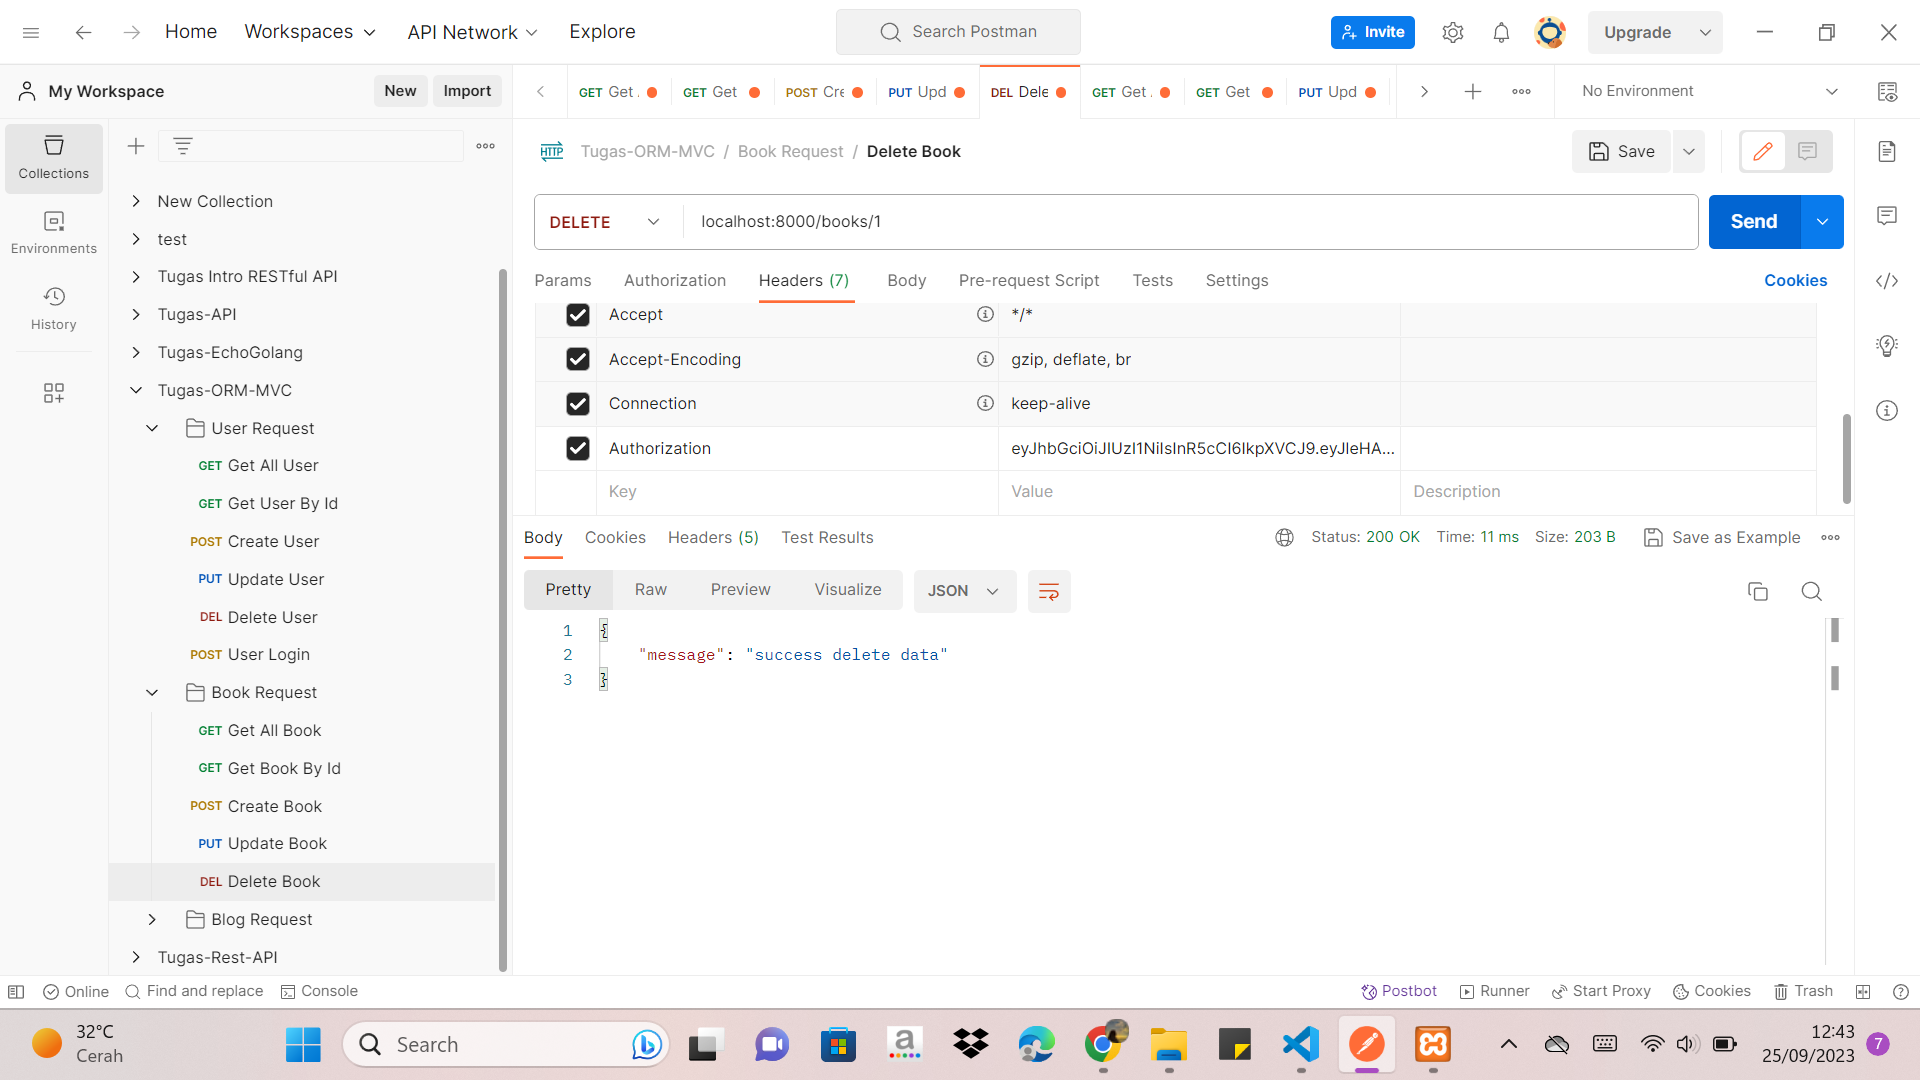 Home
Workspaces
API Network
Explore
Search Postman
Invite
Upgrade
My Workspace
New
Import
GET Get
GET Get
POST Cre
PUT Upd
DEL Dele
GET Get
GET Get
PUT Upd
No Environment
Collections
Environments
History
New Collection
test
Tugas Intro RESTful API
Tugas-API
Tugas-EchoGolang
Tugas-ORM-MVC
User Request
GET Get All User
GET Get User By Id
POST Create User
PUT Update User
DEL Delete User
POST User Login
Book Request
GET Get All Book
GET Get Book By Id
POST Create Book
PUT Update Book
DEL Delete Book
Blog Request
Tugas-Rest-API
HTTP Tugas-ORM-MVC / Book Request / Delete Book
Save
DELETE
localhost:8000/books/1
Send
Params
Authorization
Headers (7)
Body
Pre-request Script
Tests
Settings
Cookies
Accept */*
Accept-Encoding gzip, deflate, br
Connection keep-alive
Authorization eyJhbGciOiJIUzI1NiIsInR5cCI6IkpXVCJ9.eyJleHA...
Key Value Description
Body
Cookies
Headers (5)
Test Results
Status: 200 OK Time: 11 ms Size: 203 B
Save as Example
Pretty
Raw
Preview
Visualize
JSON
1 {
2 "message": "success delete data"
3 }
Online
Find and replace
Console
Postbot
Runner
Start Proxy
Cookies
Trash
32°C
Cerah
Search
a
12:43
25/09/2023
7